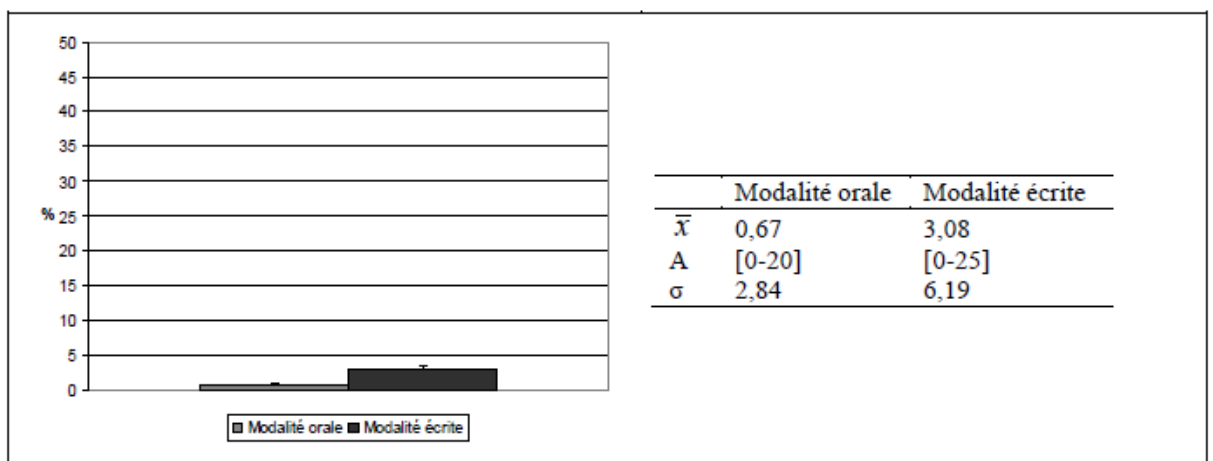 50
45
40
35
30
% 25
20
15
10
5
0
Modalité orale Modalité écrite
Modalité orale Modalité écrite
x̅ 0,67 3,08
A [0-20] [0-25]
σ 2,84 6,19